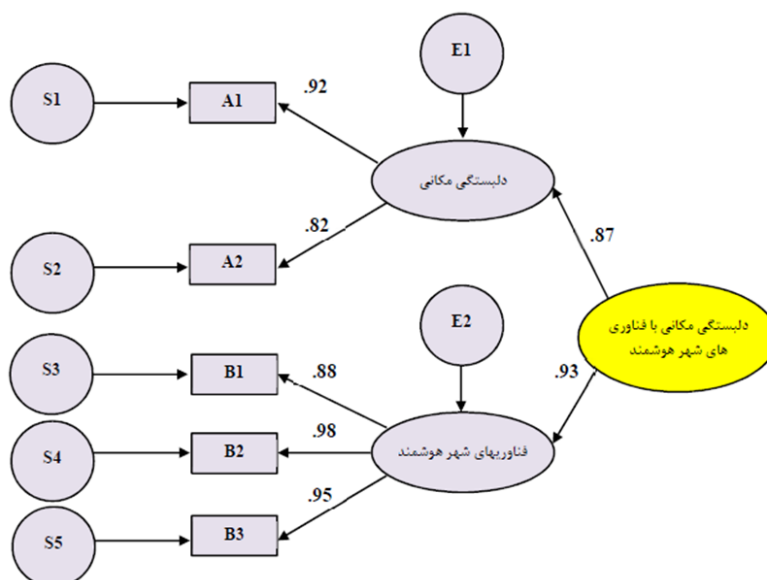 E1
S1
A1
.92
دلبستگی مکانی
.82
.87
S2
A2
E2
دلبستگی مکانی با فناوری
های شهر هوشمند
S3
B1
.88
.93
S4
B2
.98
فناوریهای شهر هوشمند
.95
S5
B3